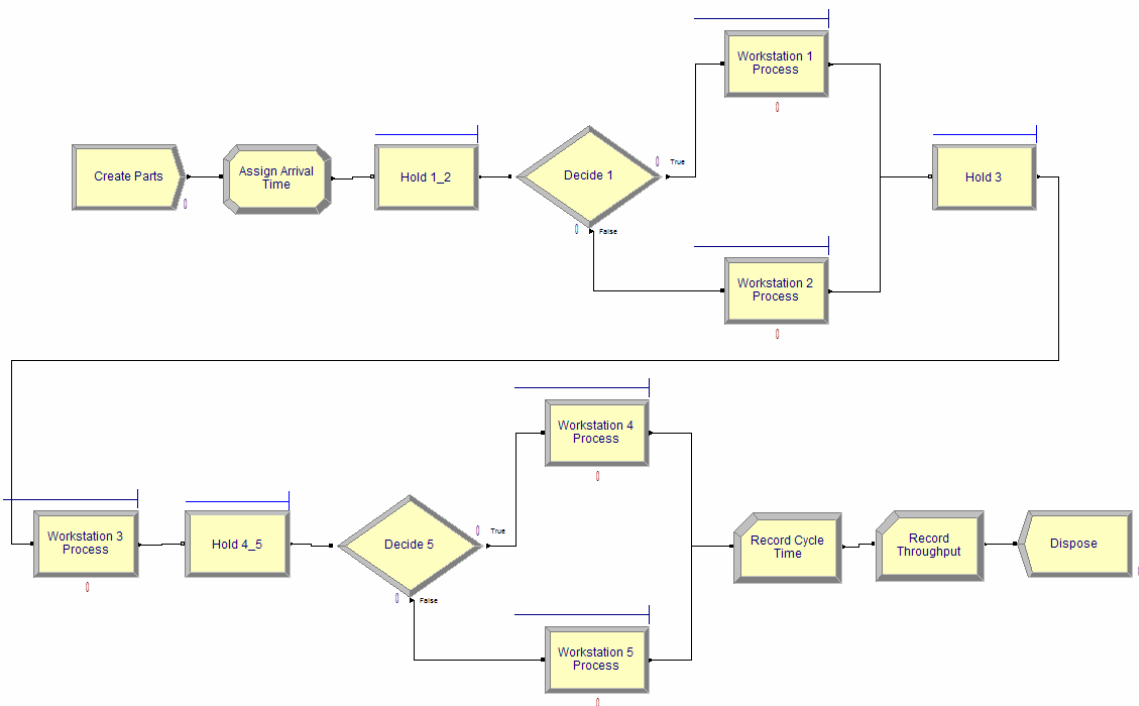 Workstation 1
Process
Create Parts
Assign Arrival
Time
Hold 1_2
Decide 1
True
False
Hold 3
Workstation 2
Process
Workstation 4
Process
Workstation 3
Process
Hold 4_5
Decide 5
True
False
Record Cycle
Time
Record
Throughput
Dispose
Workstation 5
Process